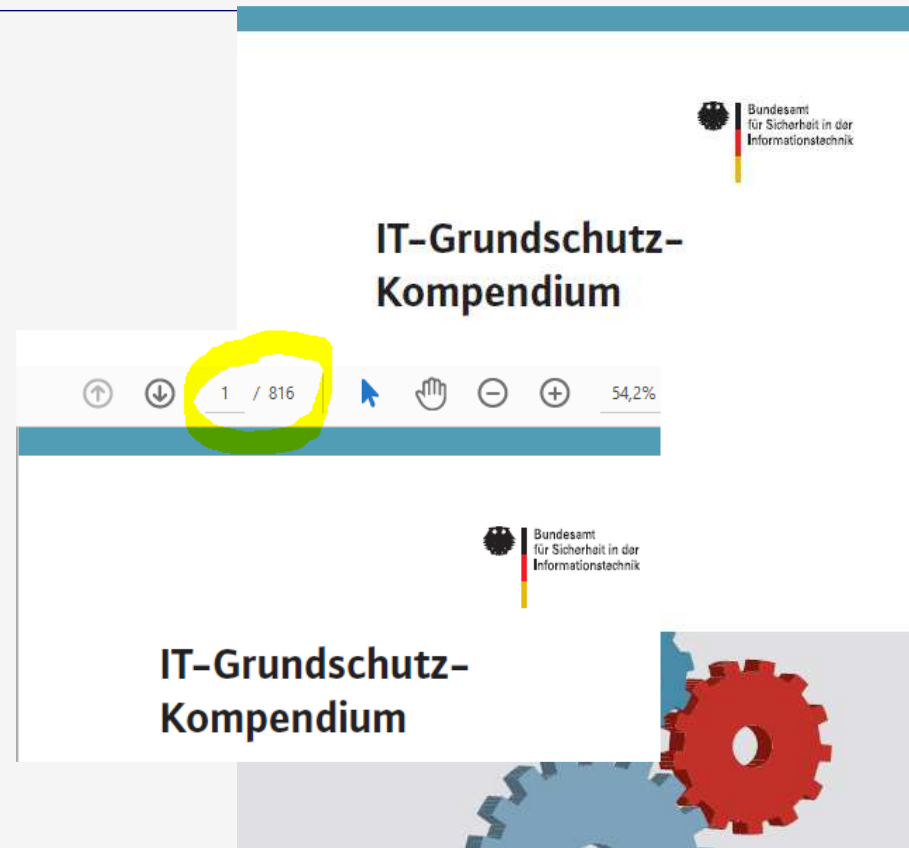 Bundesamt
für Sicherheit in der
Informationstechnik
IT-Grundschutz-
Kompendium
1 / 816
54,2%
Bundesamt
für Sicherheit in der
Informationstechnik
IT-Grundschutz-
Kompendium